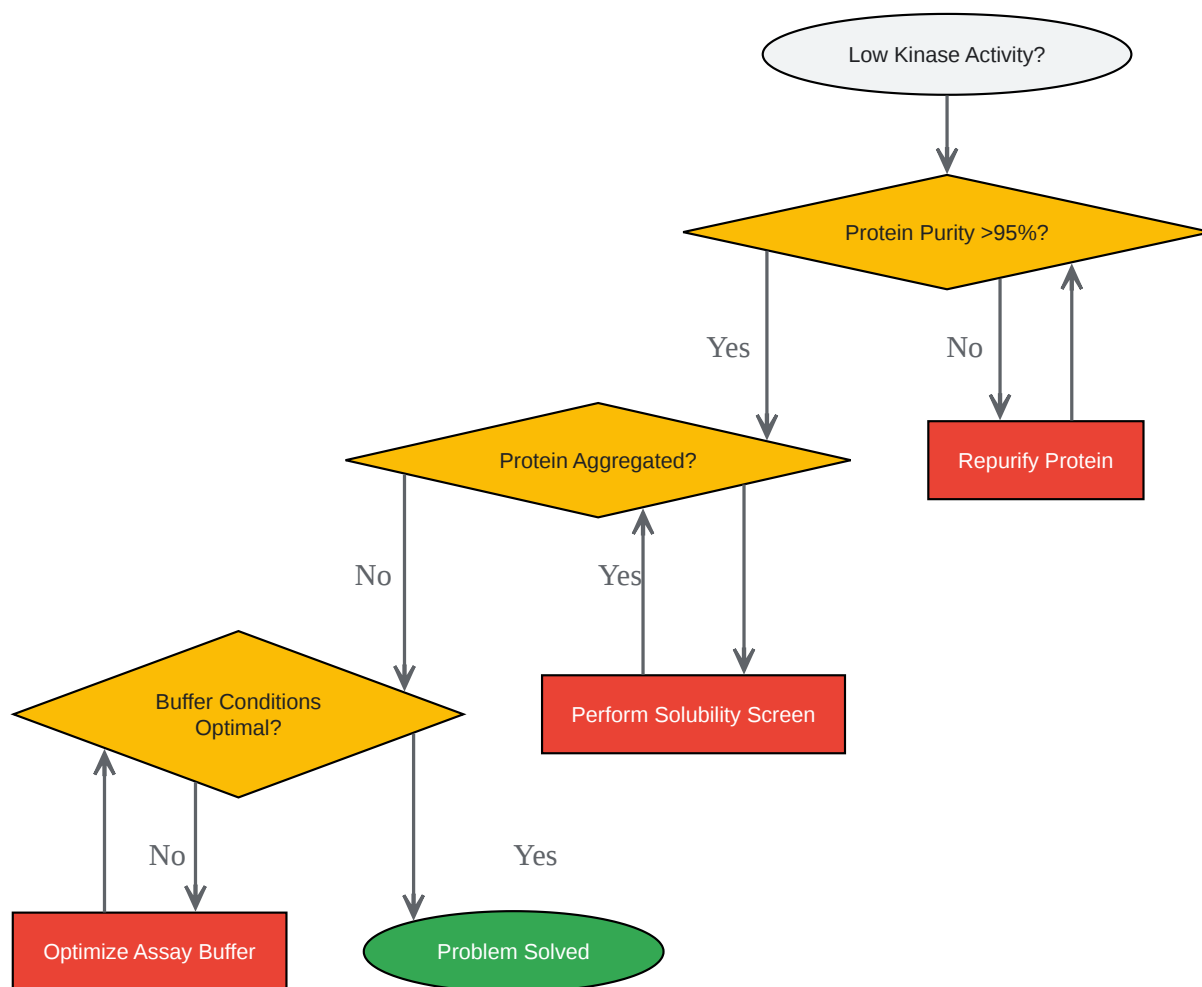 Low Kinase Activity?
Protein Purity >95%?
Yes
No
Protein Aggregated?
Repurify Protein
No
Yes
Buffer Conditions
Optimal?
Perform Solubility Screen
No
Yes
Optimize Assay Buffer
Problem Solved